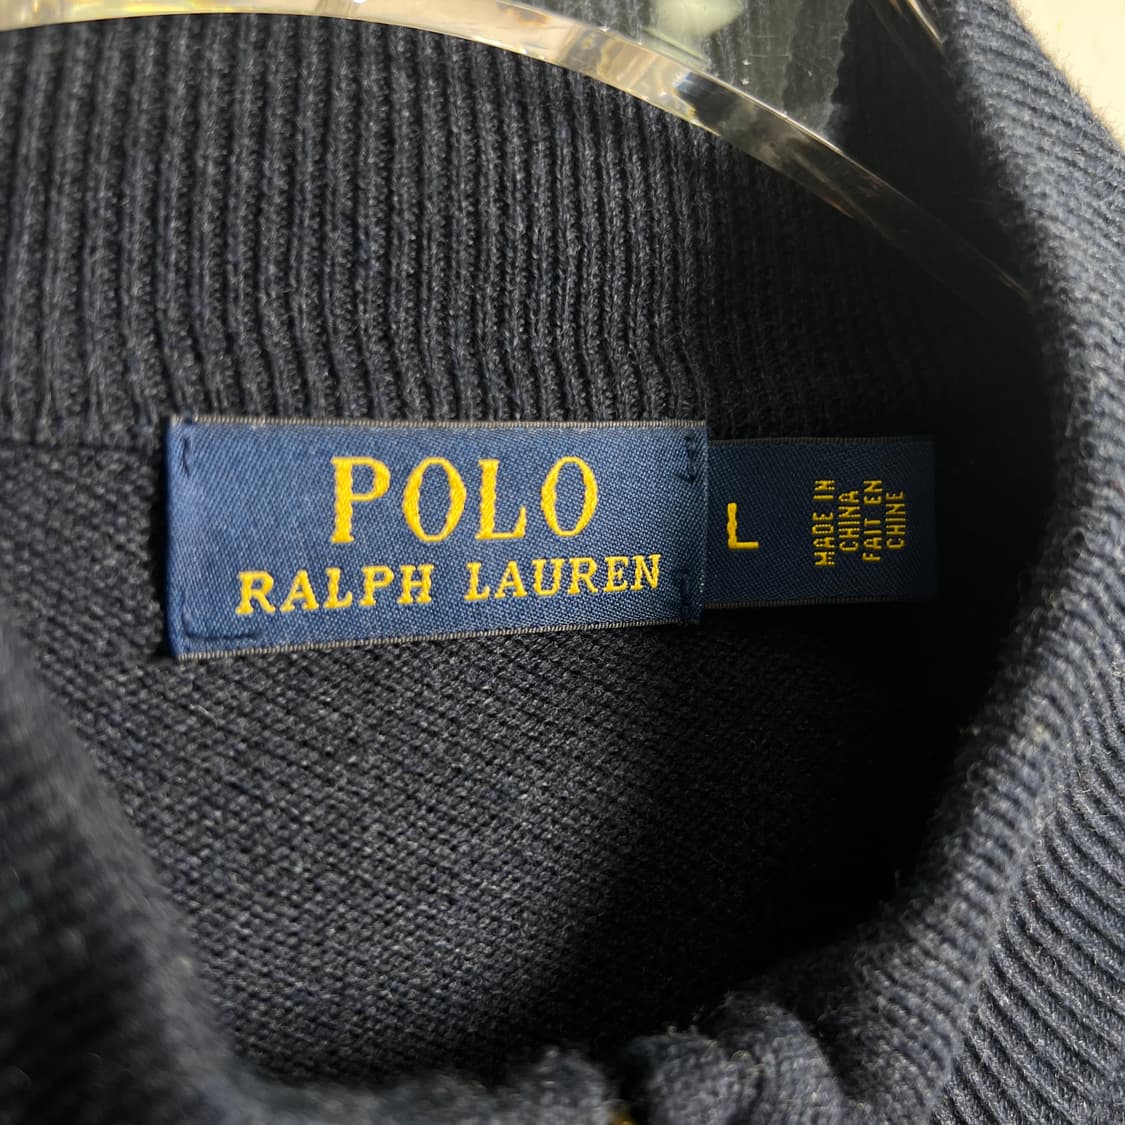 POLO
RALPH LAUREN
L
MADE IN
CHINA
FAIT EN
CHINE